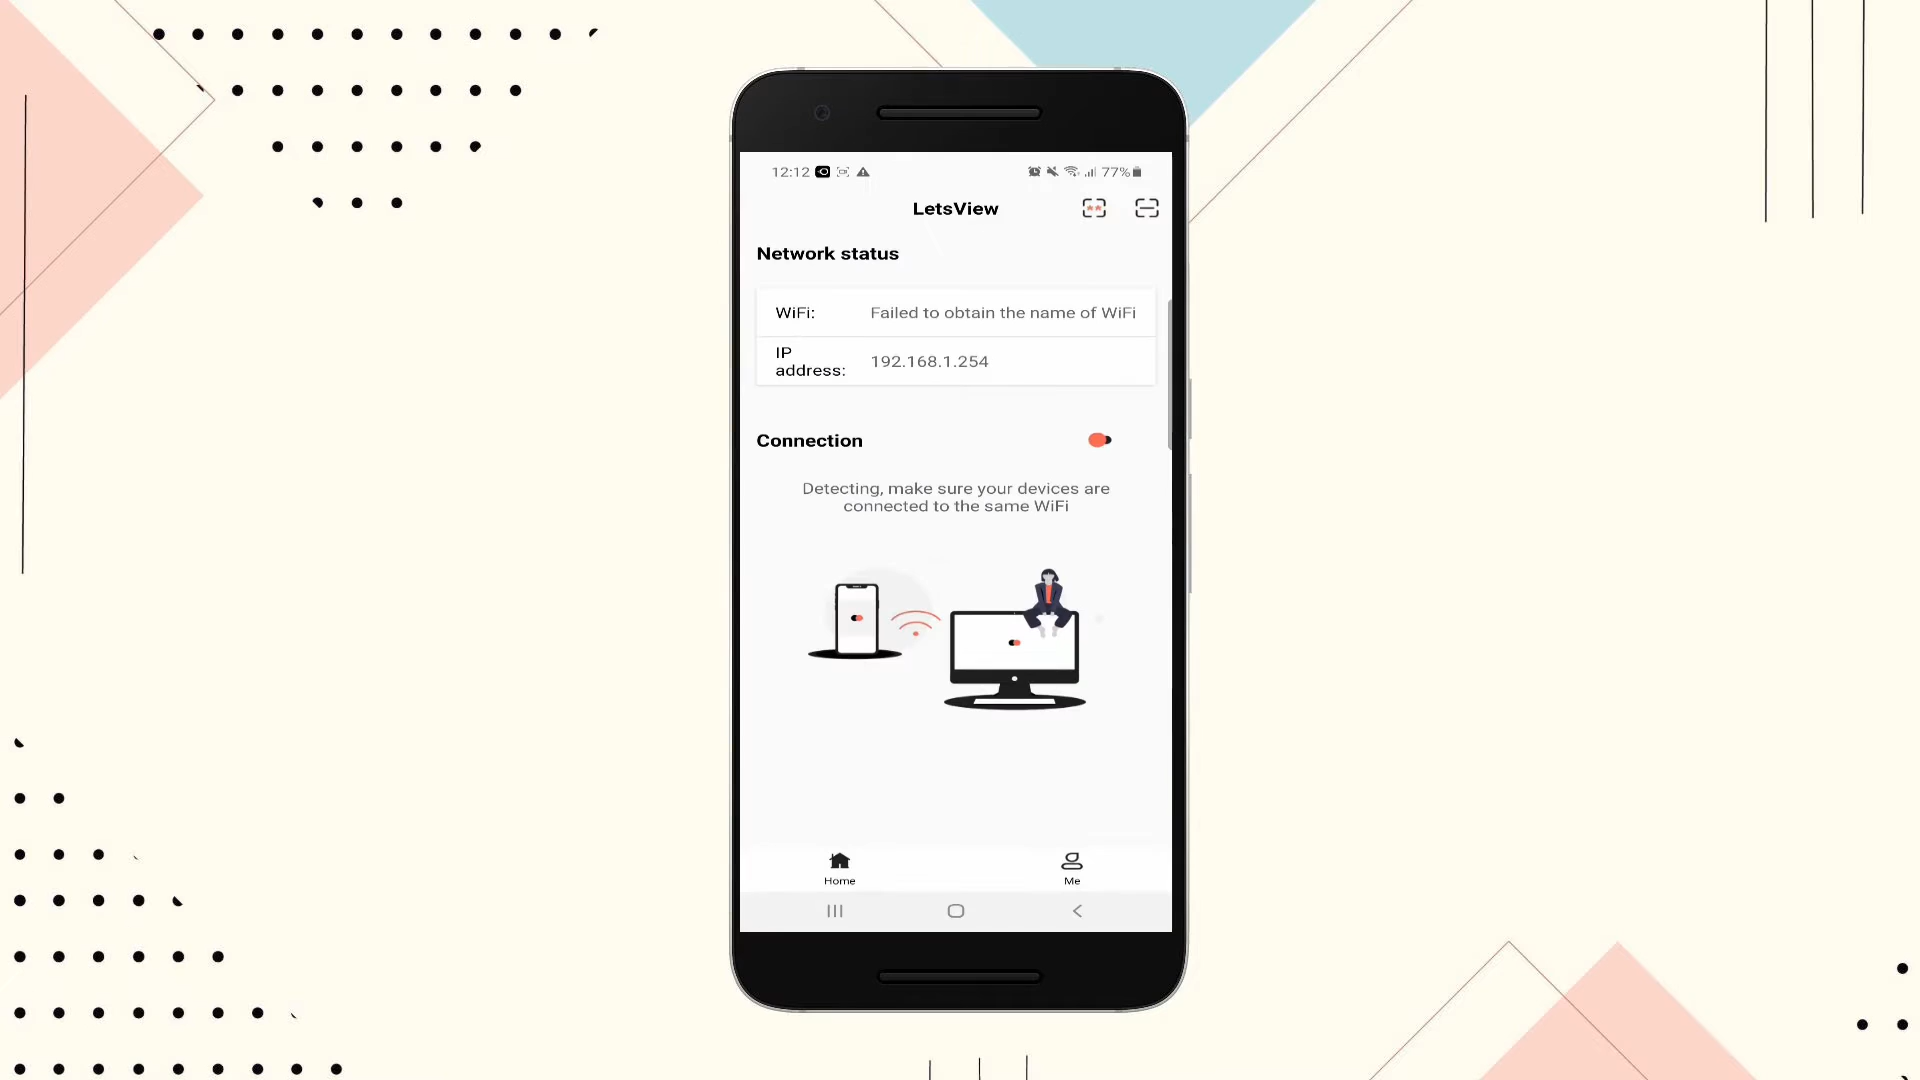 12:12
77%
LetsView
Network status
WiFi:
Failed to obtain the name of WiFi
IP
address:
192.168.1.254
Connection
Detecting, make sure your devices are
connected to the same WiFi
Home
Me